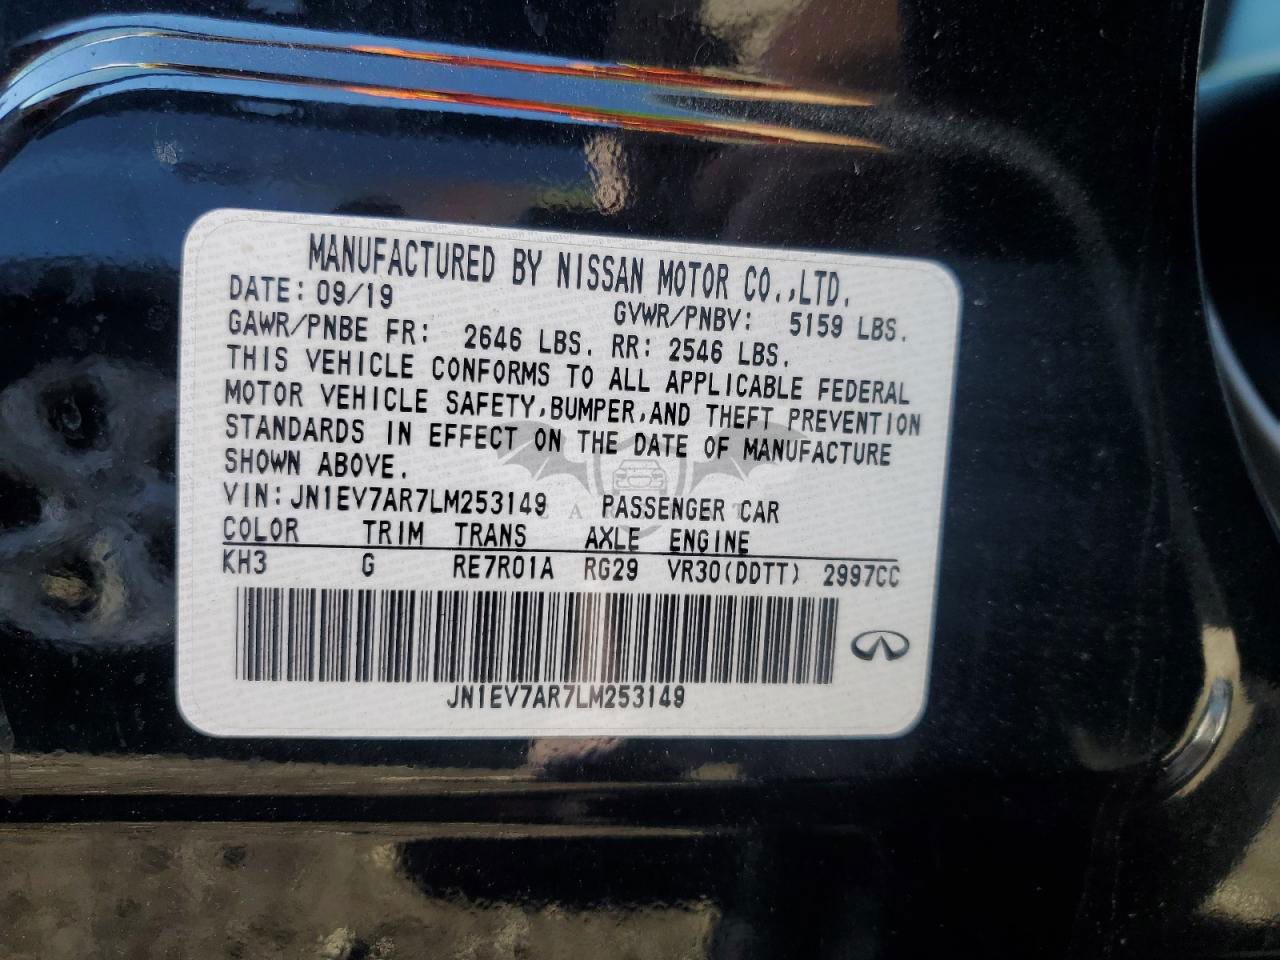 MANUFACTURED BY NISSAN MOTOR CO.,LTD.
DATE: 09/19 GVWR/PNBV: 5159 LBS.
GAWR/PNBE FR: 2646 LBS. RR: 2546 LBS.
THIS VEHICLE CONFORMS TO ALL APPLICABLE FEDERAL
MOTOR VEHICLE SAFETY,BUMPER,AND THEFT PREVENTION
STANDARDS IN EFFECT ON THE DATE OF MANUFACTURE
SHOWN ABOVE.
VIN:JN1EV7AR7LM253149 PASSENGER CAR
COLOR TRIM TRANS AXLE ENGINE
KH3 G RE7R01A RG29 VR30(DDTT) 2997CC
JN1EV7AR7LM253149